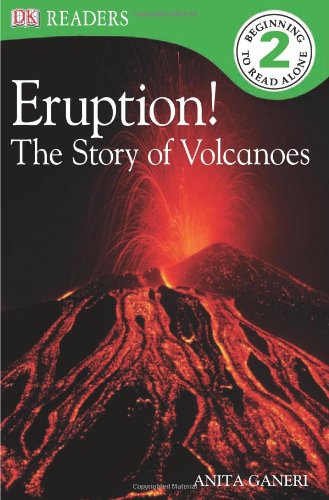 DK READERS
BEGINNING
2
TO READ ALONE
Eruption!
The Story of Volcanoes
ANITA GANERI